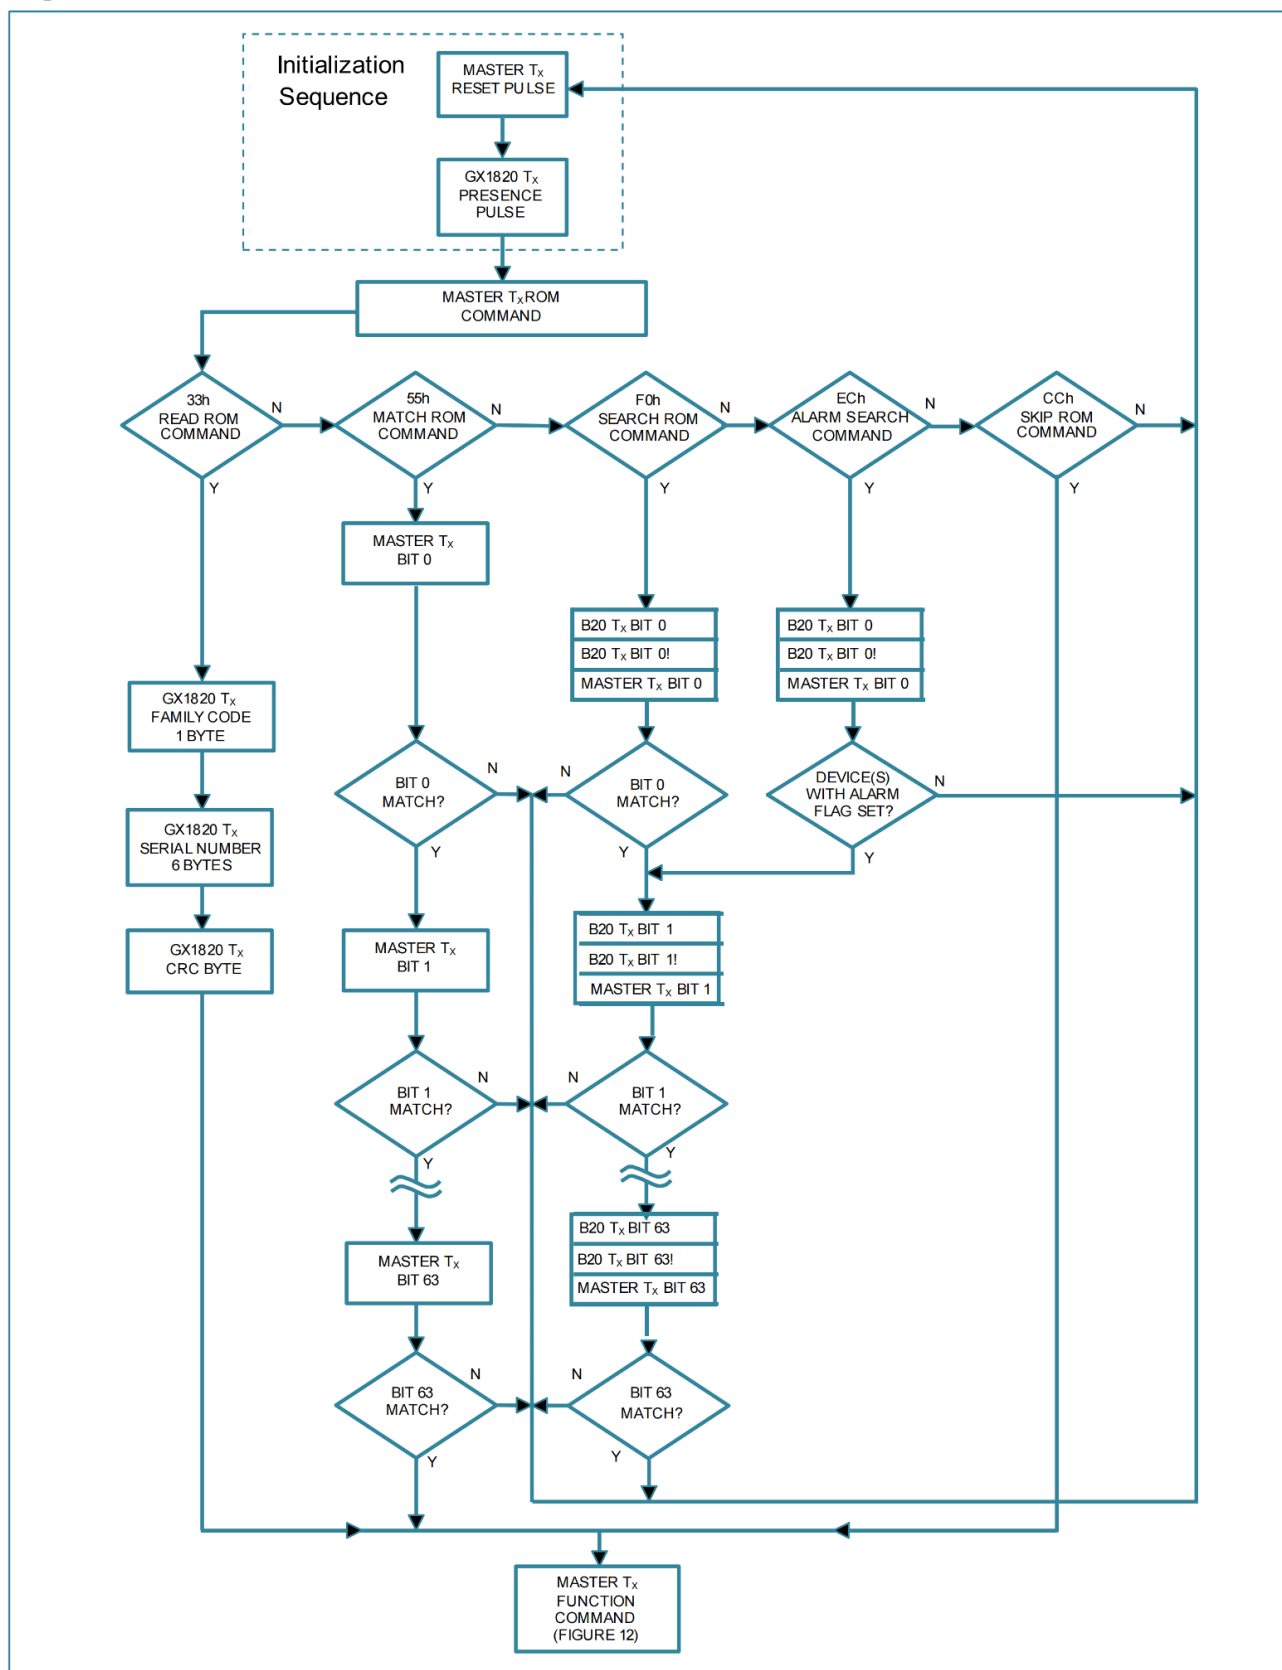 Initialization
Sequence
MASTER TX
RESET PULSE
GX1820 TX
PRESENCE
PULSE
MASTER TX ROM
COMMAND
33h
READ ROM
COMMAND
N
Y
55h
MATCH ROM
COMMAND
N
Y
F0h
SEARCH ROM
COMMAND
N
Y
ECh
ALARM SEARCH
COMMAND
N
Y
CCh
SKIP ROM
COMMAND
N
Y
MASTER TX
BIT 0
B20 TX BIT 0
B20 TX BIT 0!
MASTER TX BIT 0
B20 TX BIT 0
B20 TX BIT 0!
MASTER TX BIT 0
GX1820 TX
FAMILY CODE
1 BYTE
BIT 0
MATCH?
N
Y
BIT 0
MATCH?
N
Y
DEVICE(S)
WITH ALARM
FLAG SET?
N
Y
GX1820 TX
SERIAL NUMBER
6 BYTES
GX1820 TX
CRC BYTE
MASTER TX
BIT 1
B20 TX BIT 1
B20 TX BIT 1!
MASTER TX BIT 1
BIT 1
MATCH?
N
Y
BIT 1
MATCH?
N
Y
MASTER TX
BIT 63
B20 TX BIT 63
B20 TX BIT 63!
MASTER TX BIT 63
BIT 63
MATCH?
N
Y
BIT 63
MATCH?
N
Y
MASTER TX
FUNCTION
COMMAND
(FIGURE 12)